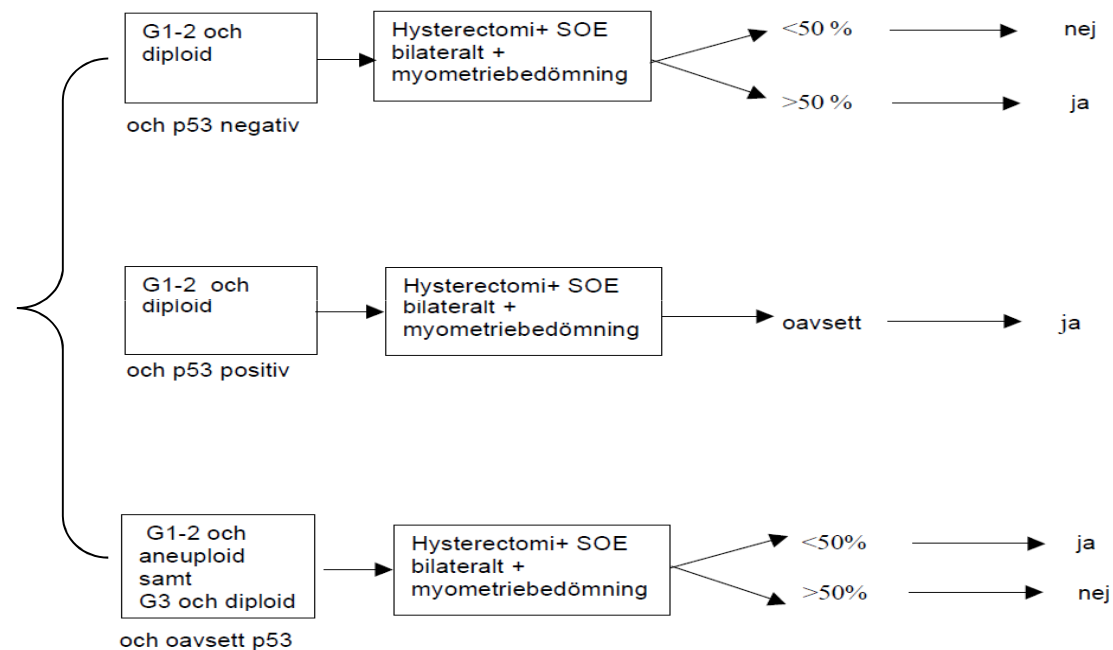 G1-2 och
diploid
och p53 negativ
Hysterectomi+ SOE
bilateralt +
myometriebedömning
<50 %
nej
>50 %
ja
G1-2 och
diploid
och p53 positiv
Hysterectomi+ SOE
bilateralt +
myometriebedömning
oavsett
ja
G1-2 och
aneuploid
samt
G3 och diploid
och oavsett p53
Hysterectomi+ SOE
bilateralt +
myometriebedömning
<50%
ja
>50%
nej